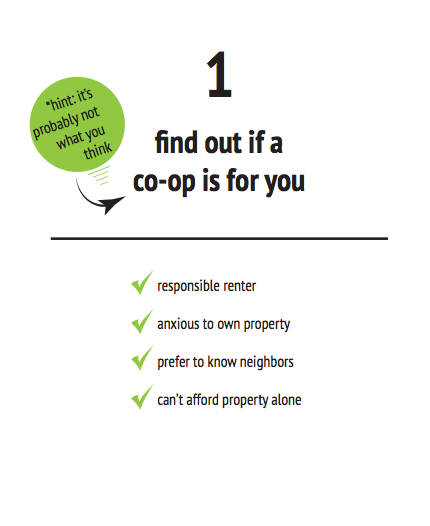 1
*hint: it's
probably not
what you
think
find out if a
co-op is for you
responsible renter
anxious to own property
prefer to know neighbors
can't afford property alone